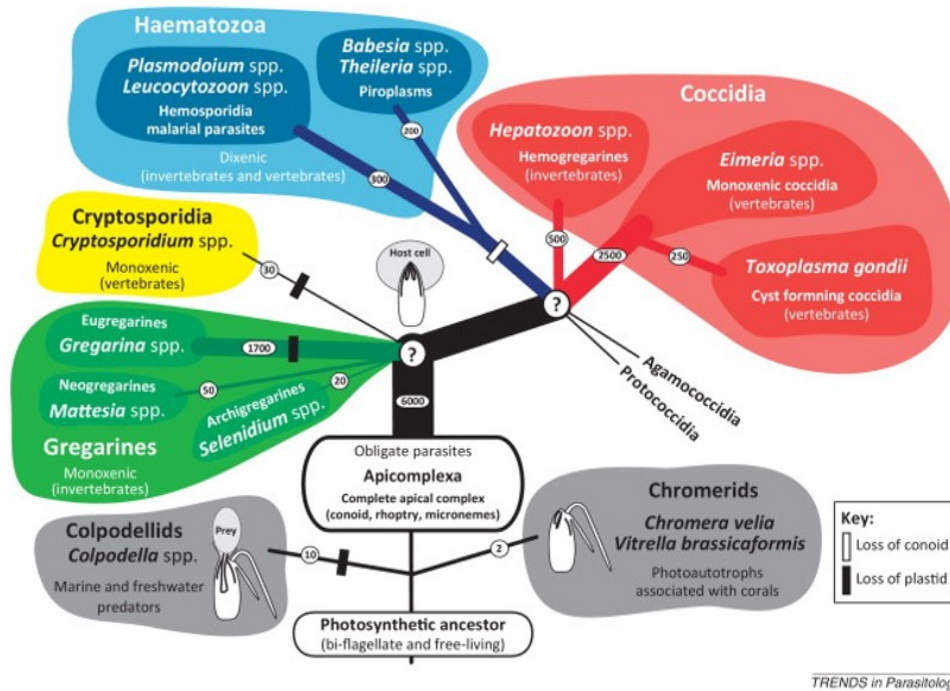 Haematozoa
Plasmodoium spp.
Leucocytozoon spp.
Hemosporidia
malarial parasites
Babesia spp.
Theileria spp.
Piroplasms
Dixenic
(invertebrates and vertebrates)
200
300
Coccidia
Hepatozoon spp.
Hemogregarines
(invertebrates)
Eimeria spp.
Monoxenic coccidia
(vertebrates)
500
2500
250
Toxoplasma gondii
Cyst formning coccidia
(vertebrates)
Cryptosporidia
Cryptosporidium spp.
Monoxenic
(vertebrates)
30
Host cell
?
?
Agamococcidia
Protococcidia
Eugregarines
Gregarina spp.
1700
Neogregarines
Mattesia spp.
50
Archigregarines
Selenidium spp.
20
Gregarines
Monoxenic
(invertebrates)
6000
Obligate parasites
Apicomplexa
Complete apical complex
(conoid, rhoptry, micronemes)
Colpodellids
Colpodella spp.
Marine and freshwater
predators
Prey
10
2
Chromerids
Chromera velia
Vitrella brassicaformis
Photoautotrophs
associated with corals
Photosynthetic ancestor
(bi-flagellate and free-living)
Key:
Loss of conoid
Loss of plastid
TRENDS in Parasitolog